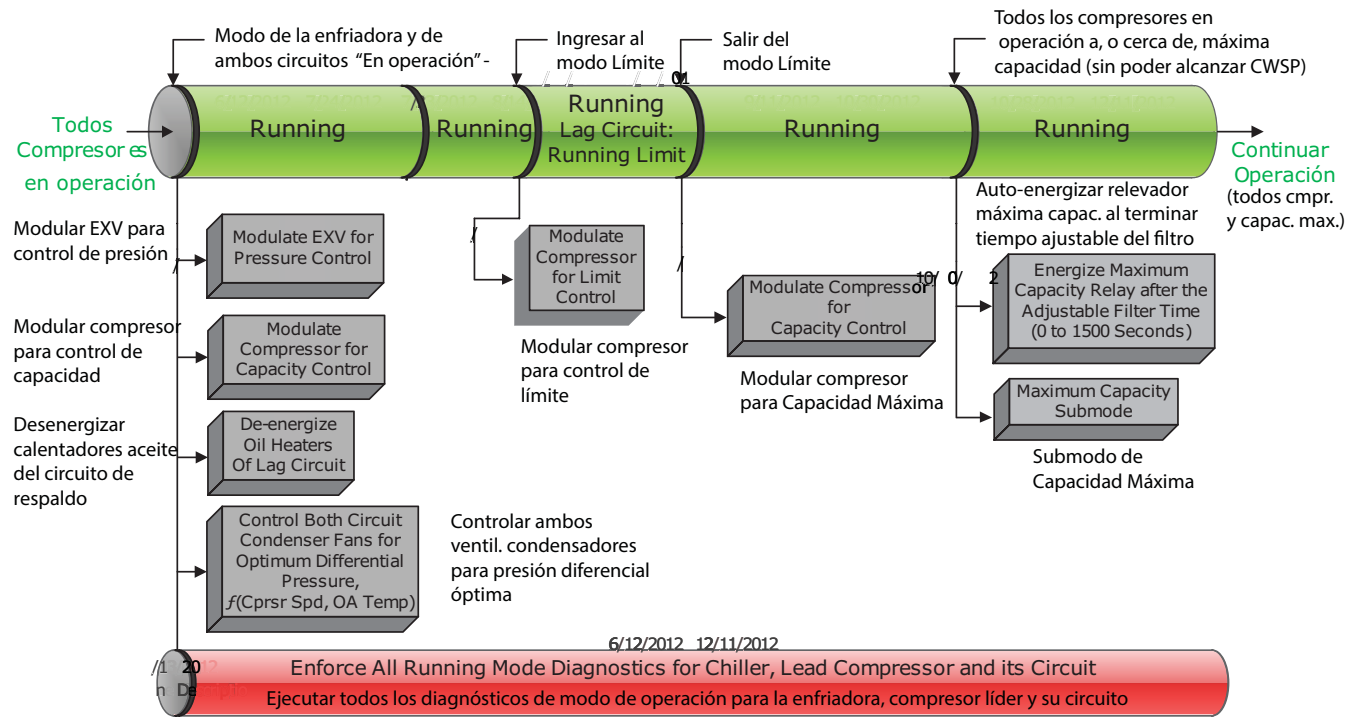 Modo de la enfriadora y de
ambos circuitos "En operación"-
Ingresar al
modo Límite
Salir del
modo Límite
Todos los compresores en
operación a, o cerca de, máxima
capacidad (sin poder alcanzar CWSP)
Todos
Compresores
en operación
Running
Running
Running
Lag Circuit:
Running Limit
Running
Running
Continuar
Operación
(todos cmpr.
y capac. max.)
Modular EXV para
control de presión
Modulate EXV for
Pressure Control
Modular compresor
para control de
capacidad
Modulate
Compressor for
Capacity Control
Desenergizar
calentadores aceite
del circuito de
respaldo
De-energize
Oil Heaters
Of Lag Circuit
Control Both Circuit
Condenser Fans for
Optimum Differential
Pressure,
ƒ(Cprsr Spd, OA Temp)
Controlar ambos
ventil. condensadores
para presión diferencial
óptima
Modulate
Compressor
for Limit
Control
Modular compresor
para control de
límite
Modulate Compressor
for
Capacity Control
Modular compresor
para Capacidad Máxima
Auto-energizar relevador
máxima capac. al terminar
tiempo ajustable del filtro
Energize Maximum
Capacity Relay after the
Adjustable Filter Time
(0 to 1500 Seconds)
Maximum Capacity
Submode
Submodo de
Capacidad Máxima
6/12/2012 12/11/2012
Enforce All Running Mode Diagnostics for Chiller, Lead Compressor and its Circuit
Ejecutar todos los diagnósticos de modo de operación para la enfriadora, compresor líder y su circuito